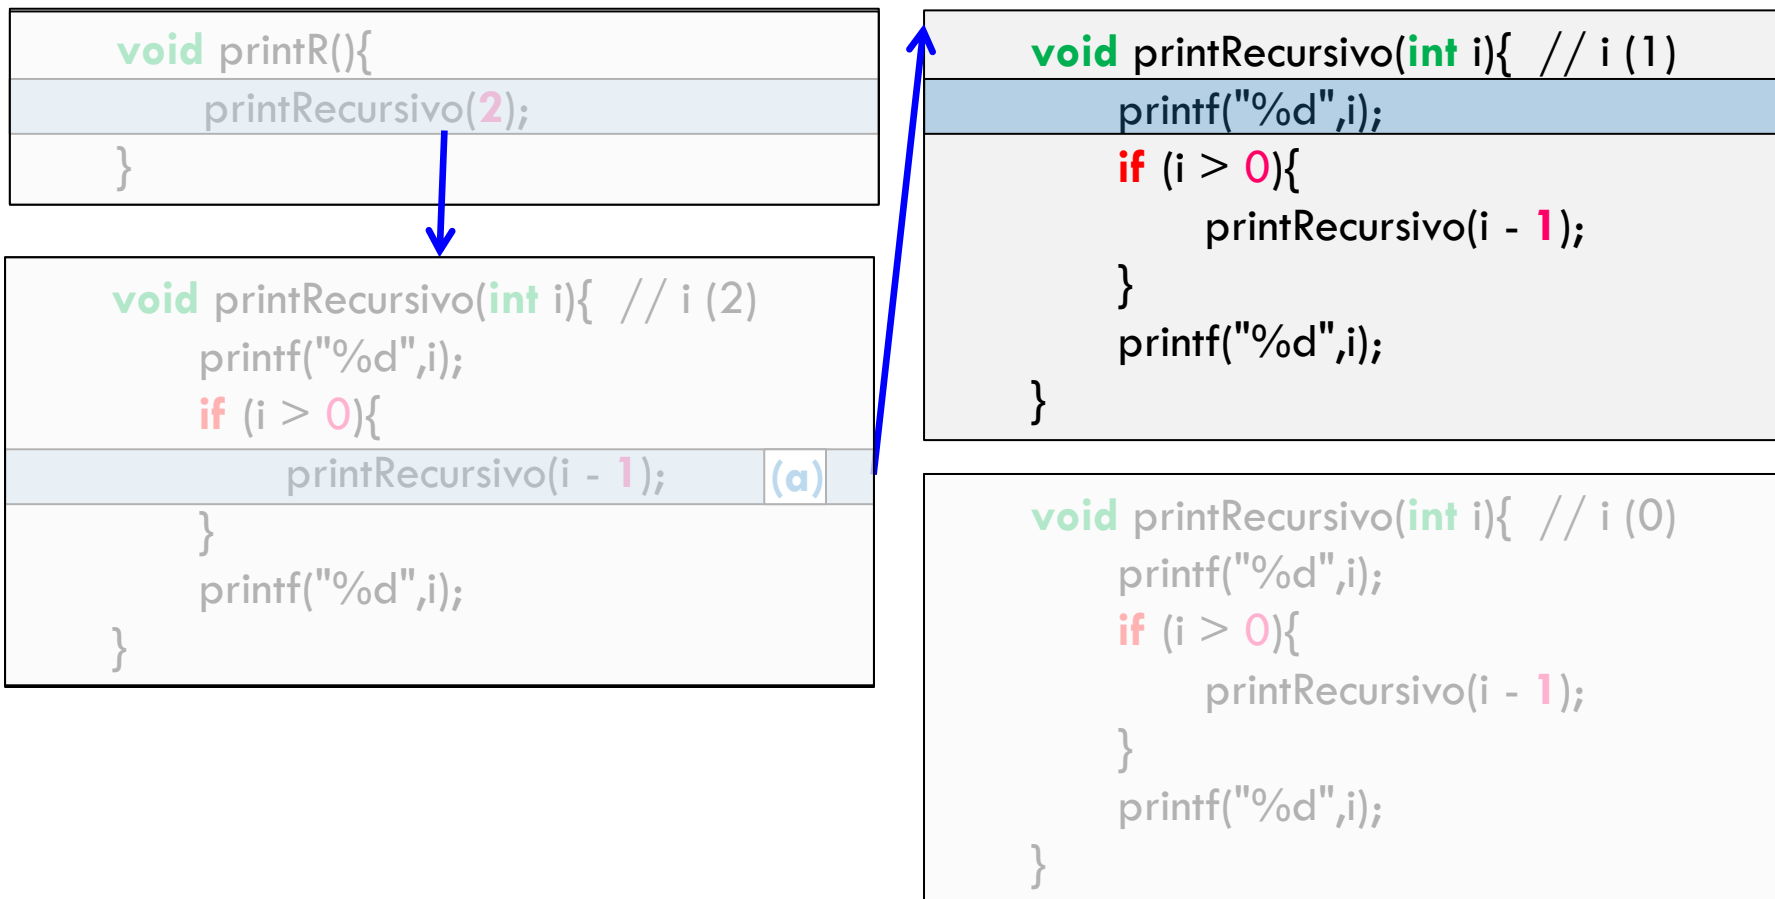 void printR(){
printRecursivo(2);
}
void printRecursivo(int i){ // i (2)
printf("%d",i);
if (i > 0){
printRecursivo(i - 1); (a)
}
printf("%d",i);
}
void printRecursivo(int i){ // i (1)
printf("%d",i);
if (i > 0){
printRecursivo(i - 1);
}
printf("%d",i);
}
void printRecursivo(int i){ // i (0)
printf("%d",i);
if (i > 0){
printRecursivo(i - 1);
}
printf("%d",i);
}